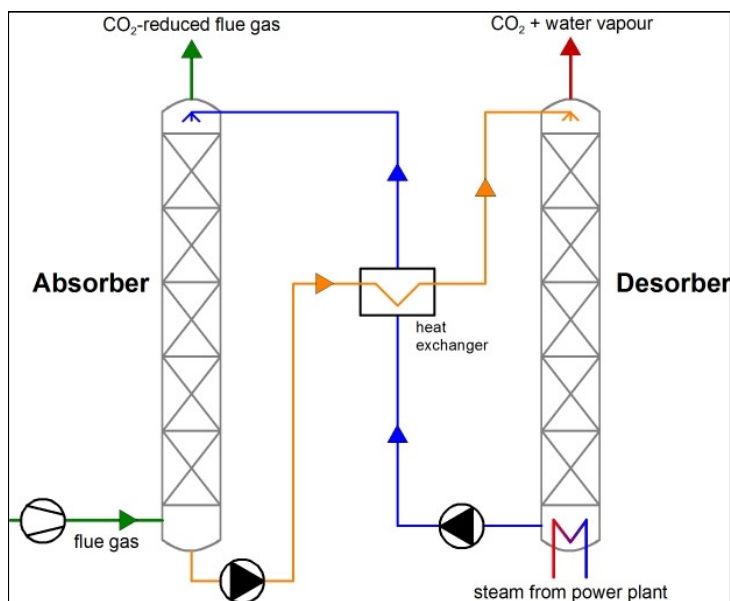 CO₂-reduced flue gas
CO₂ + water vapour
Absorber
Desorber
heat
exchanger
flue gas
steam from power plant